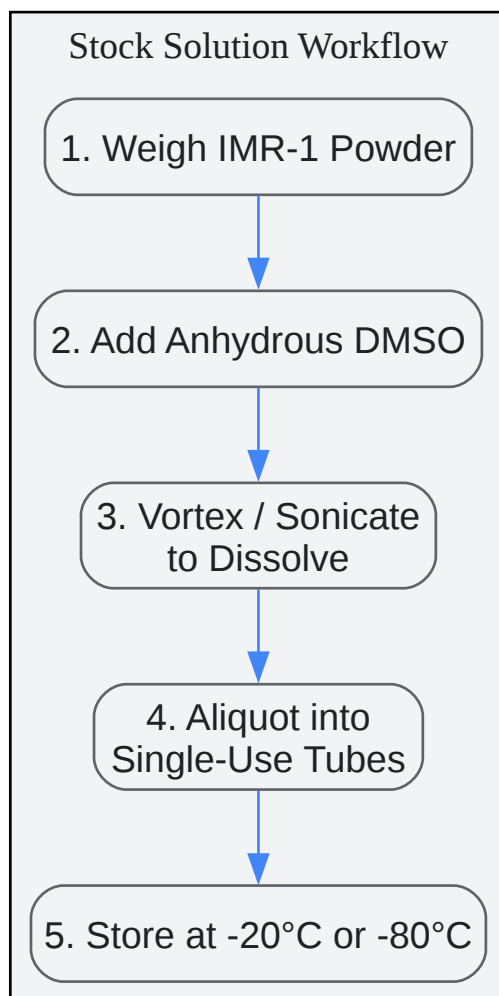 Stock Solution Workflow
1. Weigh IMR-1 Powder
2. Add Anhydrous DMSO
3. Vortex / Sonicate
to Dissolve
4. Aliquot into
Single-Use Tubes
5. Store at -20°C or -80°C